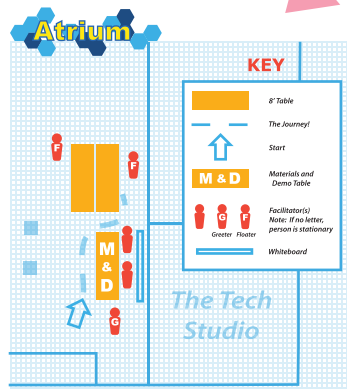 Atrium
KEY
8' Table
The Journey!
Start
M & D
Materials and
Demo Table
G
F
Greeter
Floater
Facilitator(s)
Note: If no letter,
person is stationary
Whiteboard
F
F
M
&
D
G
The Tech
Studio